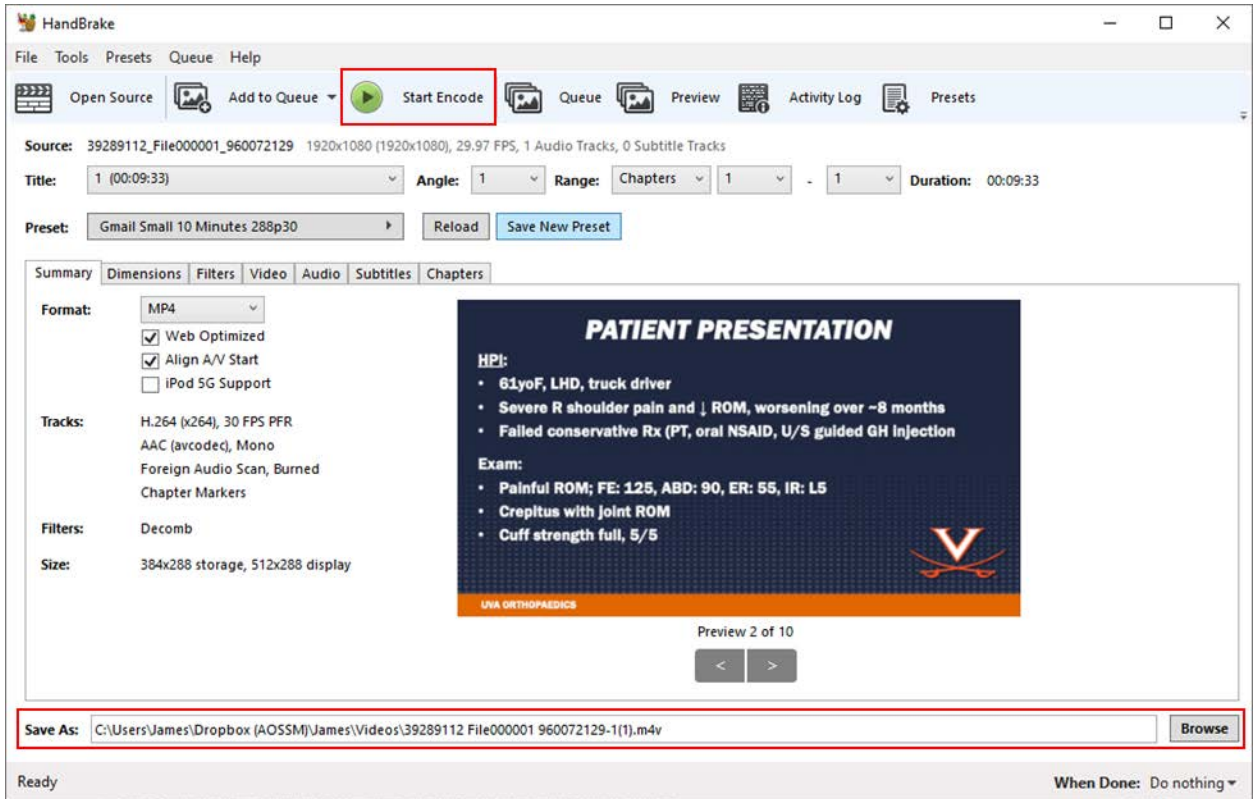 HandBrake
File Tools Presets Queue Help
Open Source Add to Queue Start Encode Queue Preview Activity Log Presets
Source: 39289112_File000001_960072129 1920x1080 (1920x1080), 29.97 FPS, 1 Audio Tracks, 0 Subtitle Tracks
Title: 1 (00:09:33) Angle: 1 Range: Chapters 1 - 1 Duration: 00:09:33
Preset: Gmail Small 10 Minutes 288p30 Reload Save New Preset
Summary Dimensions Filters Video Audio Subtitles Chapters
Format: MP4
Web Optimized
Align A/V Start
iPod 5G Support
Tracks: H.264 (x264), 30 FPS PFR
AAC (avcodec), Mono
Foreign Audio Scan, Burned
Chapter Markers
Filters: Decomb
Size: 384x288 storage, 512x288 display
PATIENT PRESENTATION
HPI:
• 61yoF, LHD, truck driver
• Severe R shoulder pain and ↓ ROM, worsening over ~8 months
• Failed conservative Rx (PT, oral NSAID, U/S guided GH Injection
Exam:
• Painful ROM; FE: 125, ABD: 90, ER: 55, IR: L5
• Crepitus with joint ROM
• Cuff strength full, 5/5
UVA ORTHOPAEDICS
Preview 2 of 10
< >
Save As: C:\Users\James\Dropbox (AOSSM)\James\Videos\39289112 File000001 960072129-1(1).m4v Browse
Ready When Done: Do nothing